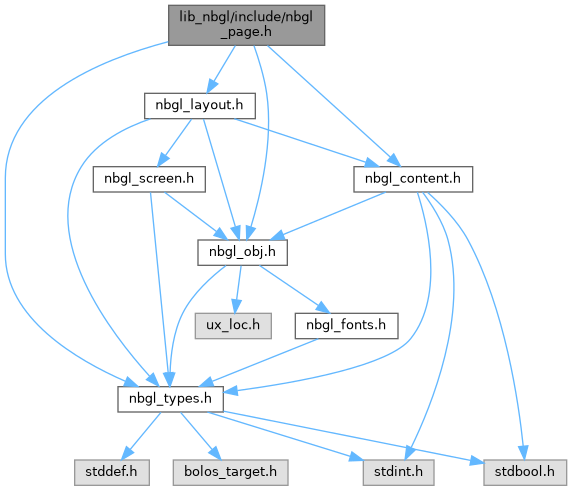 lib_nbgl/include/nbgl
_page.h
nbgl_layout.h
nbgl_screen.h
nbgl_content.h
nbgl_obj.h
ux_loc.h
nbgl_fonts.h
nbgl_types.h
stddef.h
bolos_target.h
stdint.h
stdbool.h